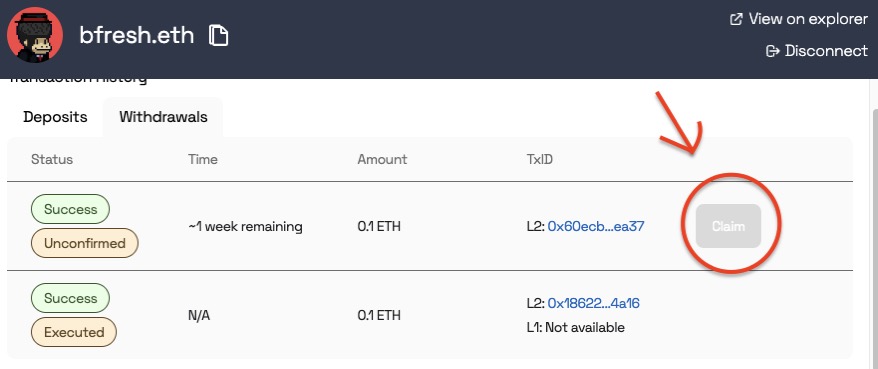 bfresh.eth
View on explorer
Disconnect
Transaction History
Deposits
Withdrawals
Status Time Amount TxID
Success
Unconfirmed
~1 week remaining
0.1 ETH
L2: 0x60ecb...ea37
Claim
Success
Executed
N/A
0.1 ETH
L2: 0x18622...4a16
L1: Not available